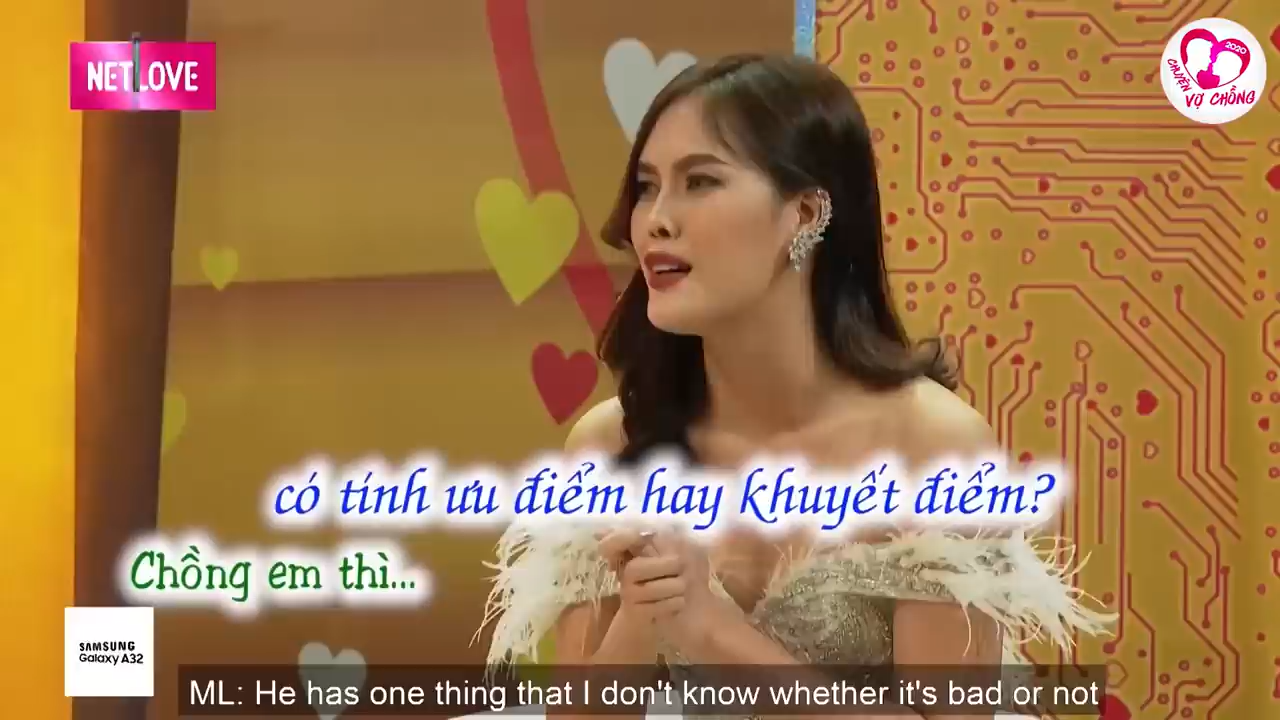 NETLOVE
2020
CHUYỆN
VỢ CHỒNG
có tính ưu điểm hay khuyết điểm?
Chồng em thì...
SAMSUNG
Galaxy A32
ML: He has one thing that I don't know whether it's bad or not